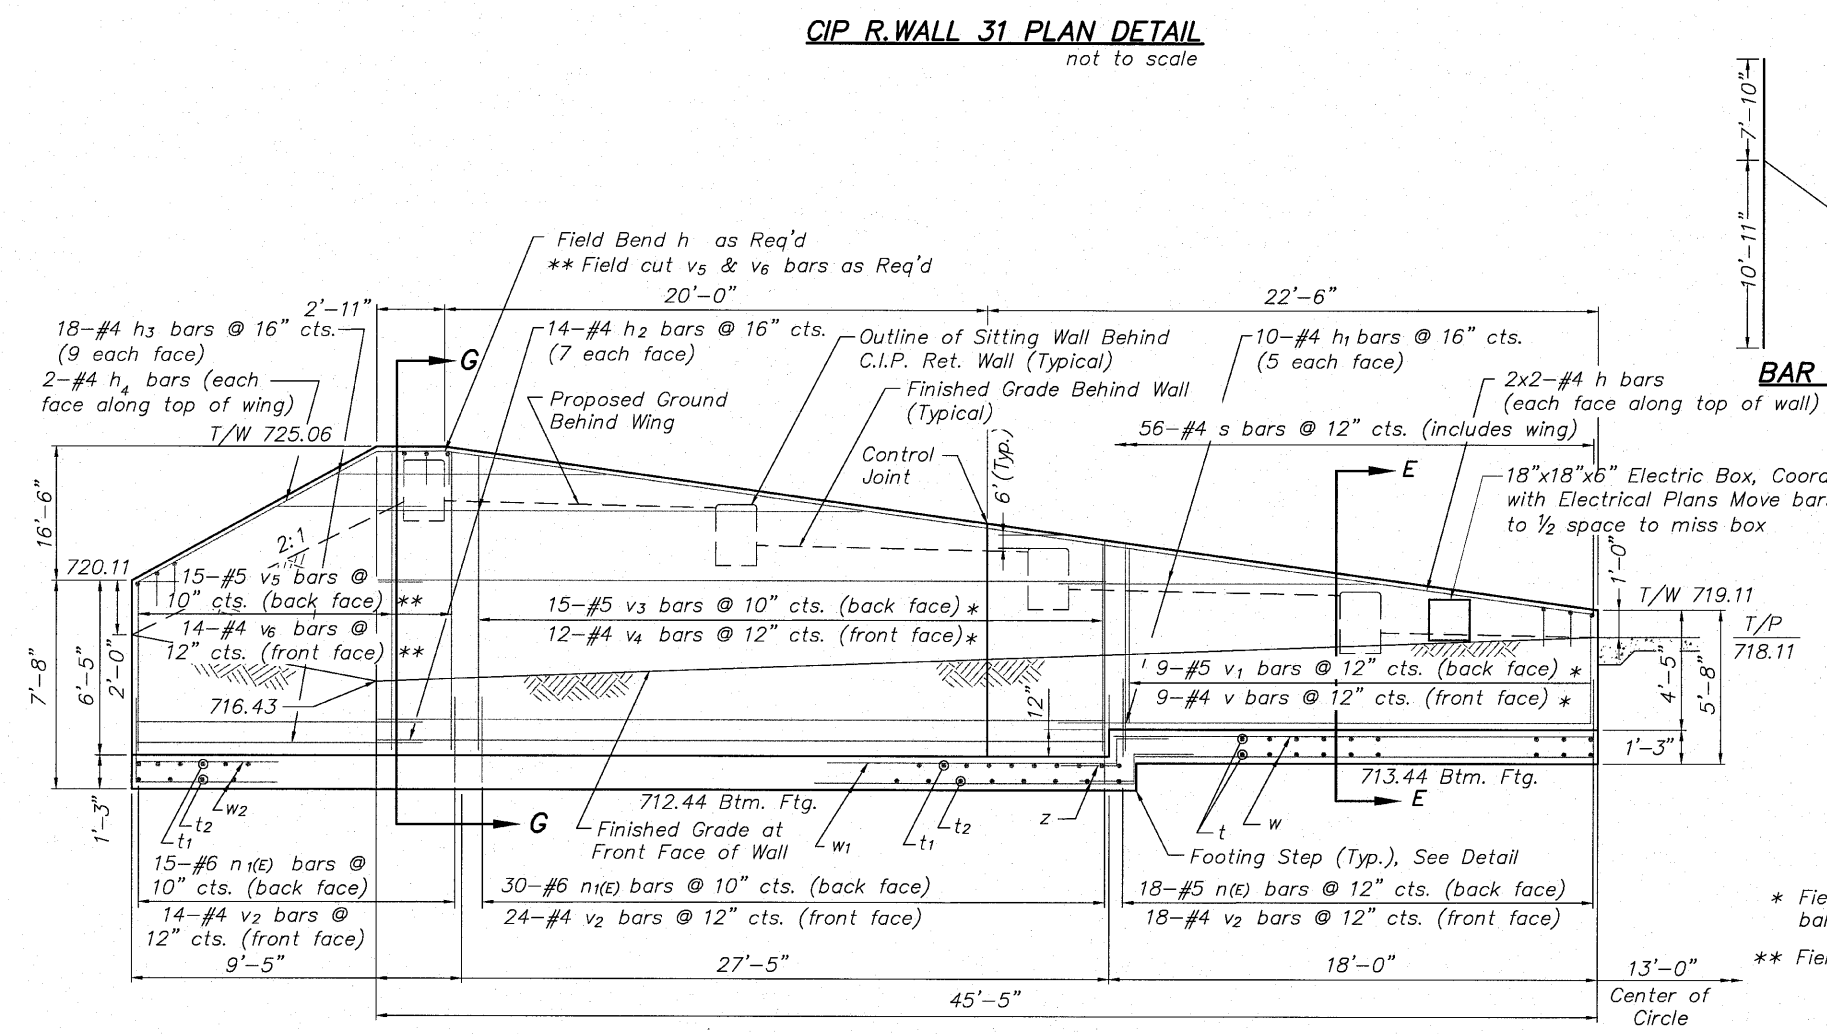 CIP R.WALL 31 PLAN DETAIL
not to scale
7'-10"
10'-11"
BAR
Field Bend h as Req'd
** Field cut v5 & v6 bars as Req'd
2'-11"
20'-0"
22'-6"
18-#4 h3 bars @ 16" cts.
(9 each face)
2-#4 h4 bars (each
face along top of wing)
T/W 725.06
14-#4 h2 bars @ 16" cts.
(7 each face)
Outline of Sitting Wall Behind
C.I.P. Ret. Wall (Typical)
10-#4 h1 bars @ 16" cts.
(5 each face)
G
Proposed Ground
Behind Wing
Finished Grade Behind Wall
(Typical)
2x2-#4 h bars
(each face along top of wall)
56-#4 s bars @ 12" cts. (includes wing)
Control
Joint
6' (Typ.)
E
18"x18"x6" Electric Box, Coord
with Electrical Plans Move bar
to ½ space to miss box
16'-6"
2:1
720.11
15-#5 v5 bars @
10" cts. (back face) **
14-#4 v6 bars @
12" cts. (front face) **
15-#5 v3 bars @ 10" cts. (back face) *
12-#4 v4 bars @ 12" cts. (front face) *
1'-0"
T/W 719.11
T/P
718.11
7'-8"
6'-5"
2'-0"
716.43
12"
9-#5 v1 bars @ 12" cts. (back face) *
9-#4 v bars @ 12" cts. (front face) *
4'-5"
5'-8"
1'-3"
1'-3"
w2
t2
t1
712.44 Btm. Ftg.
713.44 Btm. Ftg.
G
Finished Grade at
Front Face of Wall
w1
t1
t2
z
t
w
E
Footing Step (Typ.), See Detail
15-#6 n1(E) bars @
10" cts. (back face)
14-#4 v2 bars @
12" cts. (front face)
30-#6 n1(E) bars @ 10" cts. (back face)
24-#4 v2 bars @ 12" cts. (front face)
18-#5 n(E) bars @ 12" cts. (back face)
18-#4 v2 bars @ 12" cts. (front face)
* Fie
bar
** Fiel
9'-5"
27'-5"
18'-0"
13'-0"
45'-5"
Center of
Circle